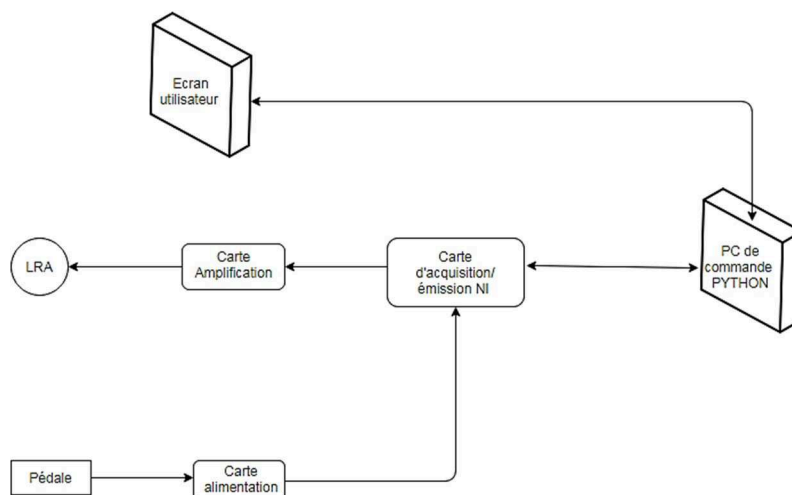 Ecran
utilisateur
LRA
Carte
Amplification
Carte
d'acquisition/
émission NI
PC de
commande
PYTHON
Pédale
Carte
alimentation